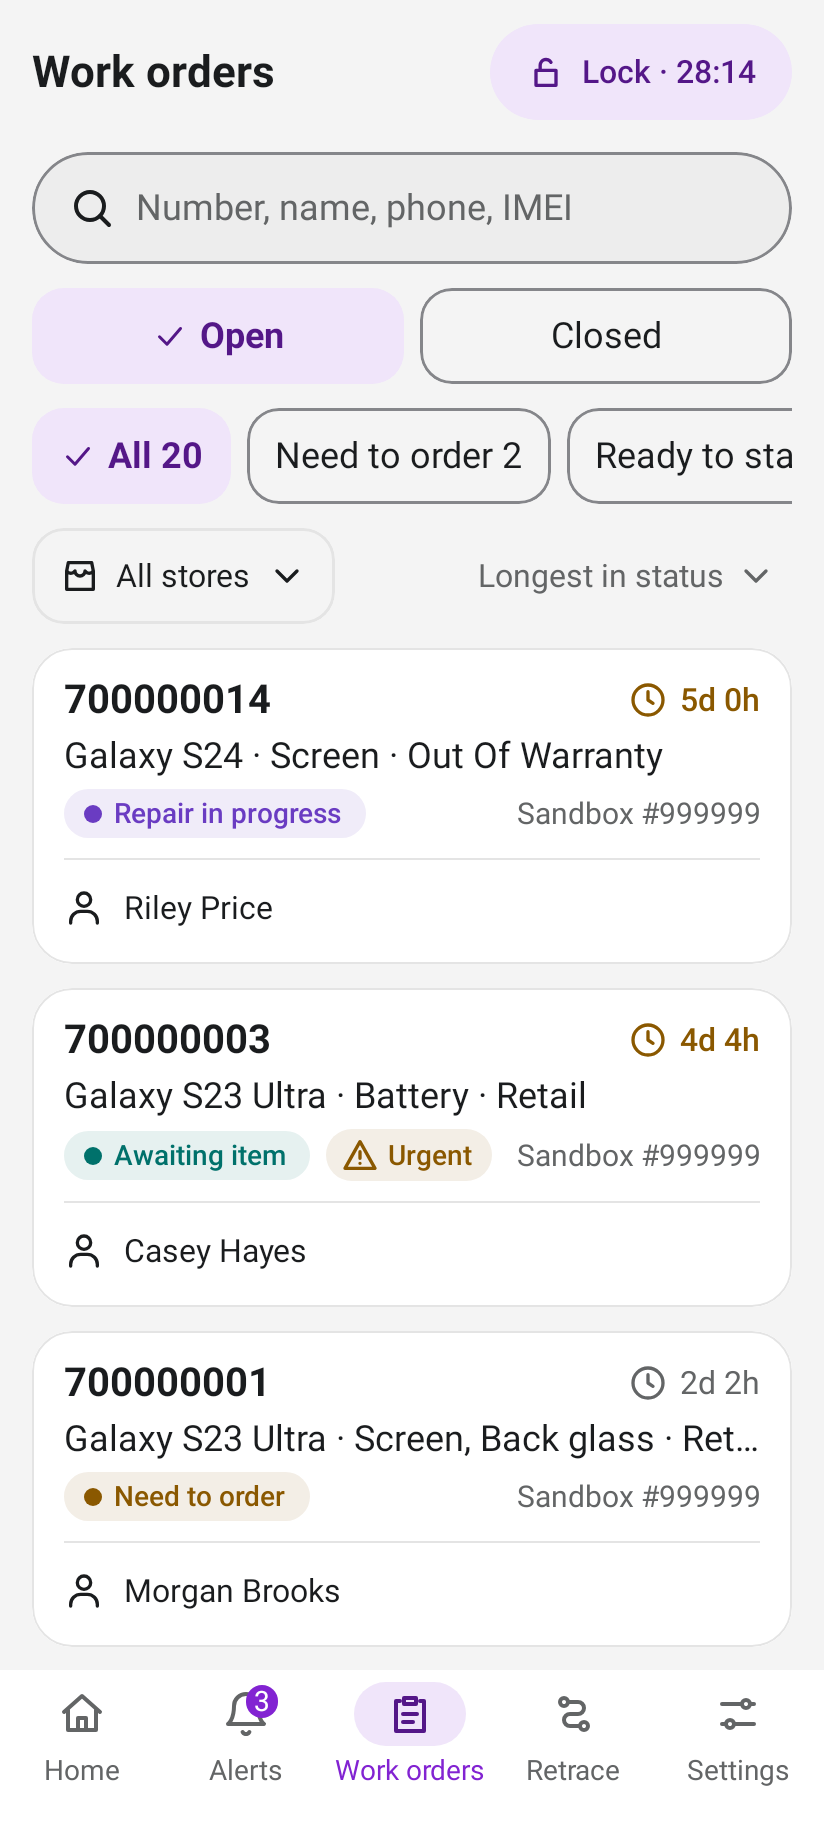 Work orders
Lock · 28:14
Number, name, phone, IMEI
Open
Closed
All 20
Need to order 2
Ready to sta
All stores
Longest in status
700000014
5d 0h
Galaxy S24 · Screen · Out Of Warranty
Repair in progress
Sandbox #999999
Riley Price
700000003
4d 4h
Galaxy S23 Ultra · Battery · Retail
Awaiting item
Urgent
Sandbox #999999
Casey Hayes
700000001
2d 2h
Galaxy S23 Ultra · Screen, Back glass · Ret...
Need to order
Sandbox #999999
Morgan Brooks
3
Home
Alerts
Work orders
Retrace
Settings